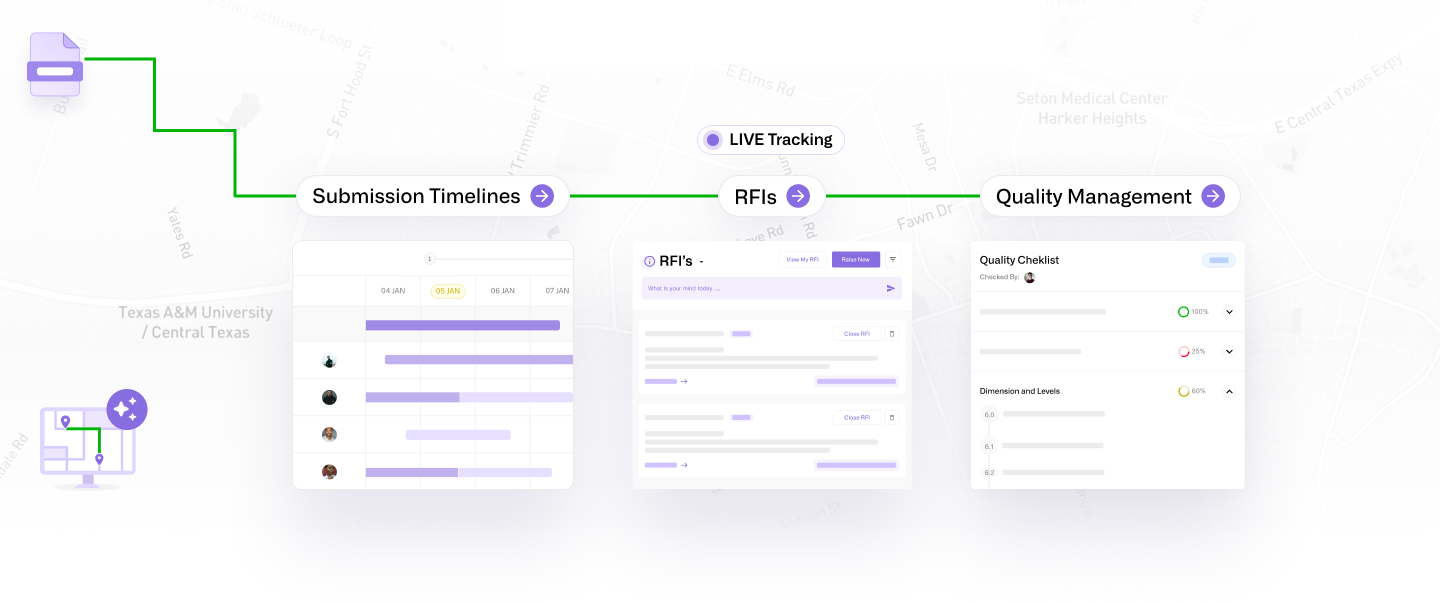 Stan Schlueter Loop
S Fort Hood St
Trimmier Rd
E Elms Rd
Seton Medical Center
Harker Heights
E Central Texas Expy
Mesa Dr
LIVE Tracking
Submission Timelines
RFIs
Quality Management
Yates Rd
Fawn Dr
Texas A&M University
/ Central Texas
1
04 JAN
05 JAN
06 JAN
07 JAN
RFI's
View My RFI
Raise New
What is your mind today ....
Close RFI
Close RFI
Quality Cheklist
Checked By:
100%
25%
Dimension and Levels
60%
6.0
6.1
6.2